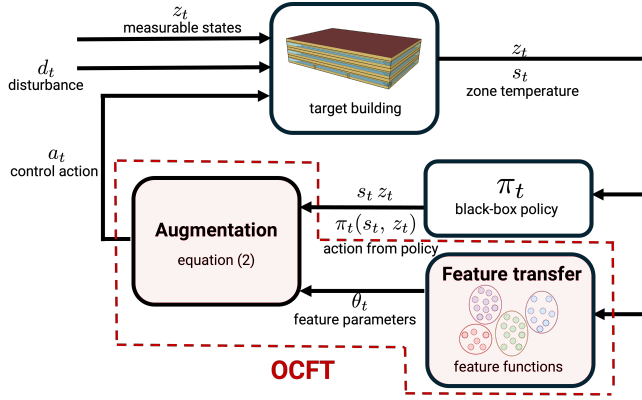 z_t
measurable states
d_t
disturbance
target building
z_t
s_t
zone temperature
a_t
control action
s_t z_t
π_t(s_t, z_t)
action from policy
π_t
black-box policy
Augmentation
equation (2)
Feature transfer
θ_t
feature parameters
feature functions
OCFT